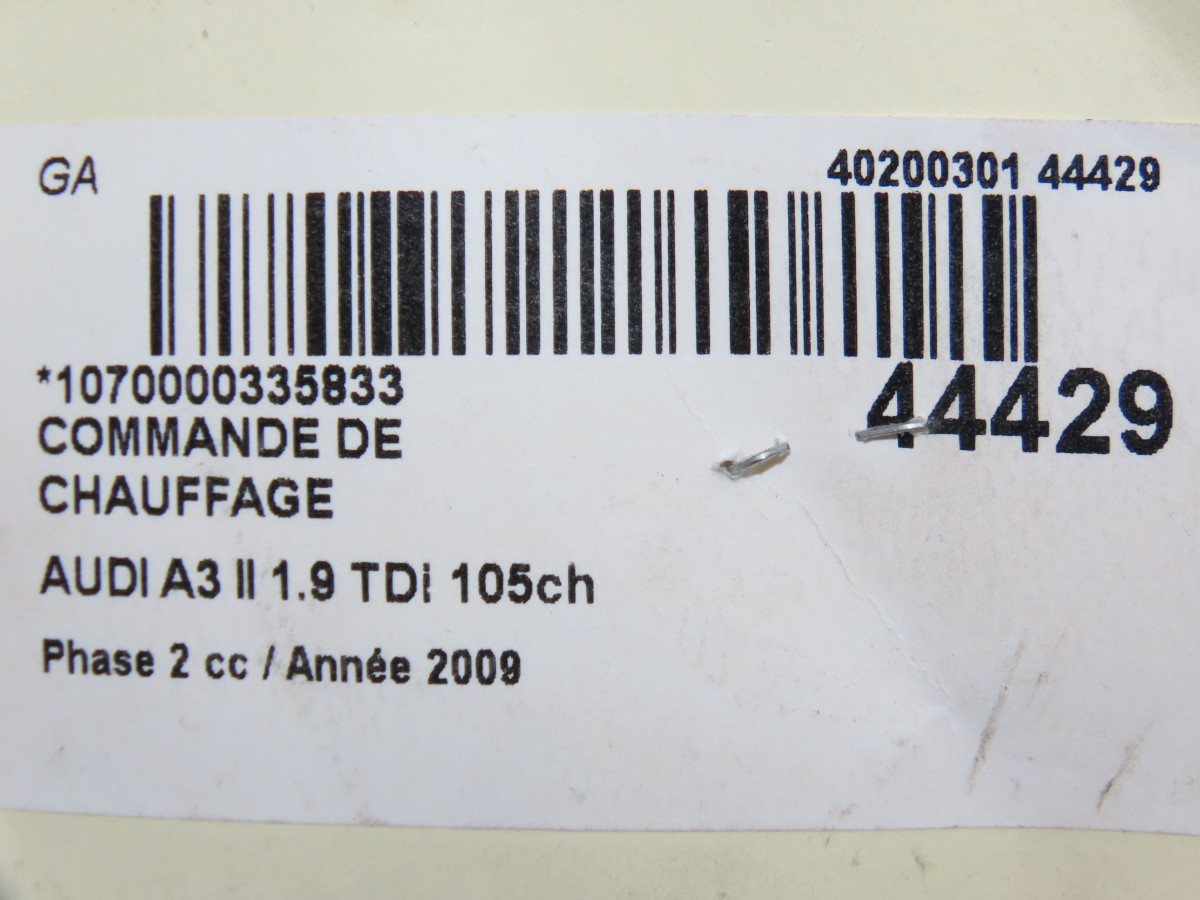 GA
40200301 44429
*1070000335833
44429
COMMANDE DE
CHAUFFAGE
AUDI A3 II 1.9 TDi 105ch
Phase 2 cc / Année 2009